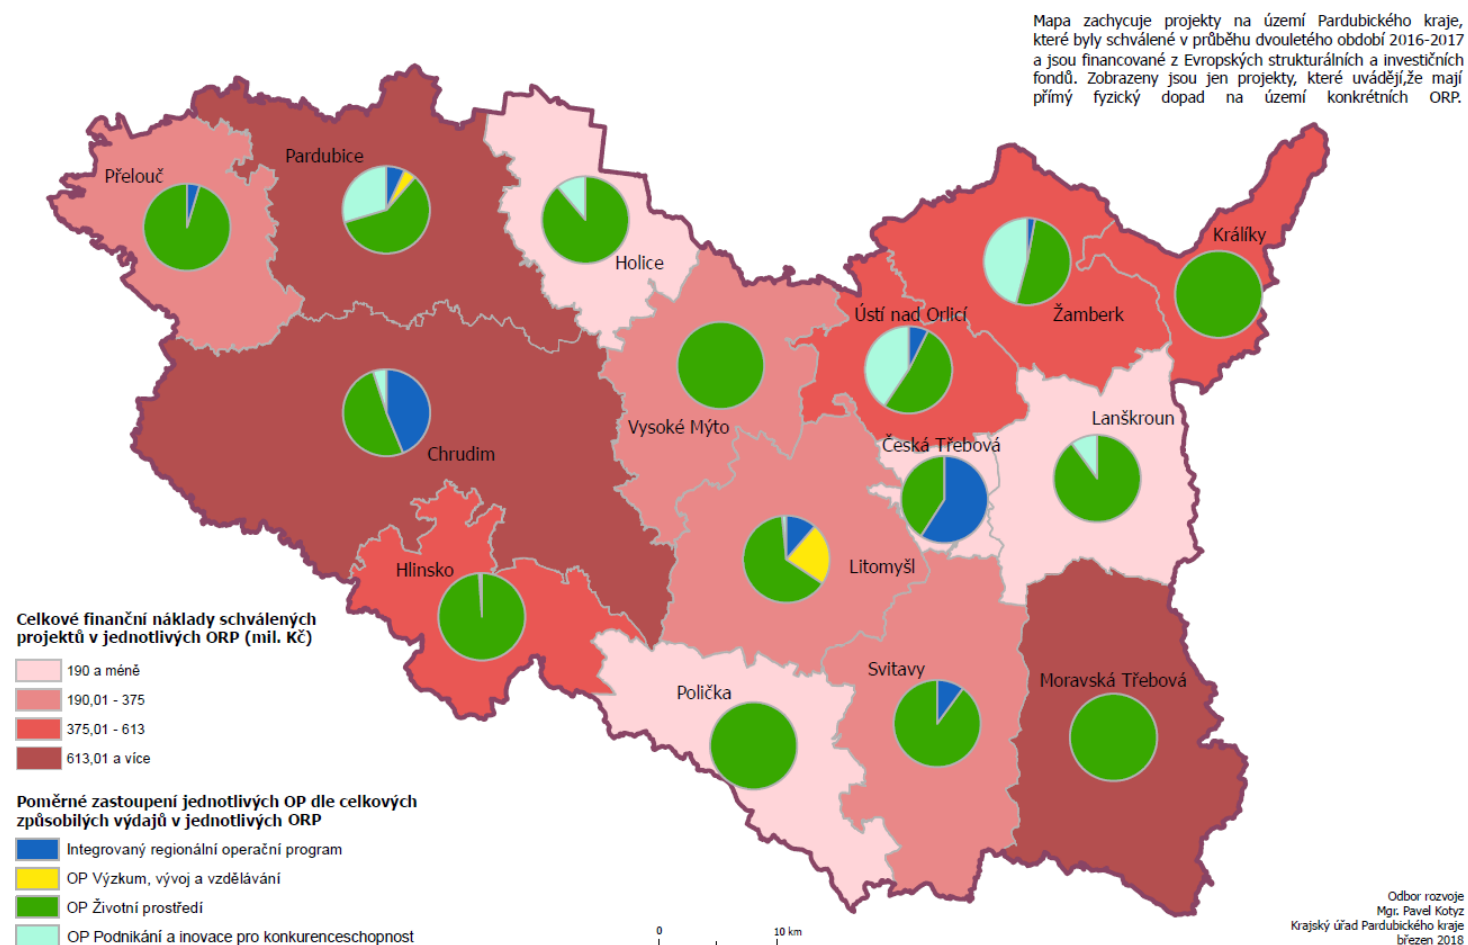 Mapa zachycuje projekty na území Pardubického kraje,
které byly schválené v průběhu dvouletého období 2016-2017
a jsou financované z Evropských strukturálních a investičních
fondů. Zobrazeny jsou jen projekty, které uvádějí,že mají
přímý fyzický dopad na území konkrétních ORP.
Pardubice
Přelouč
Holice
Králíky
Ústí nad Orlicí
Žamberk
Vysoké Mýto
Lanškroun
Chrudim
Česká Třebová
Hlinsko
Litomyšl
Svitavy
Moravská Třebová
Polička
Celkové finanční náklady schválených
projektů v jednotlivých ORP (mil. Kč)
190 a méně
190,01 - 375
375,01 - 613
613,01 a více
Poměrné zastoupení jednotlivých OP dle celkových
způsobilých výdajů v jednotlivých ORP
Integrovaný regionální operační program
OP Výzkum, vývoj a vzdělávání
OP Životní prostředí
OP Podnikání a inovace pro konkurenceschopnost
0 10 km
Odbor rozvoje
Mgr. Pavel Kotyz
Krajský úřad Pardubického kraje
březen 2018